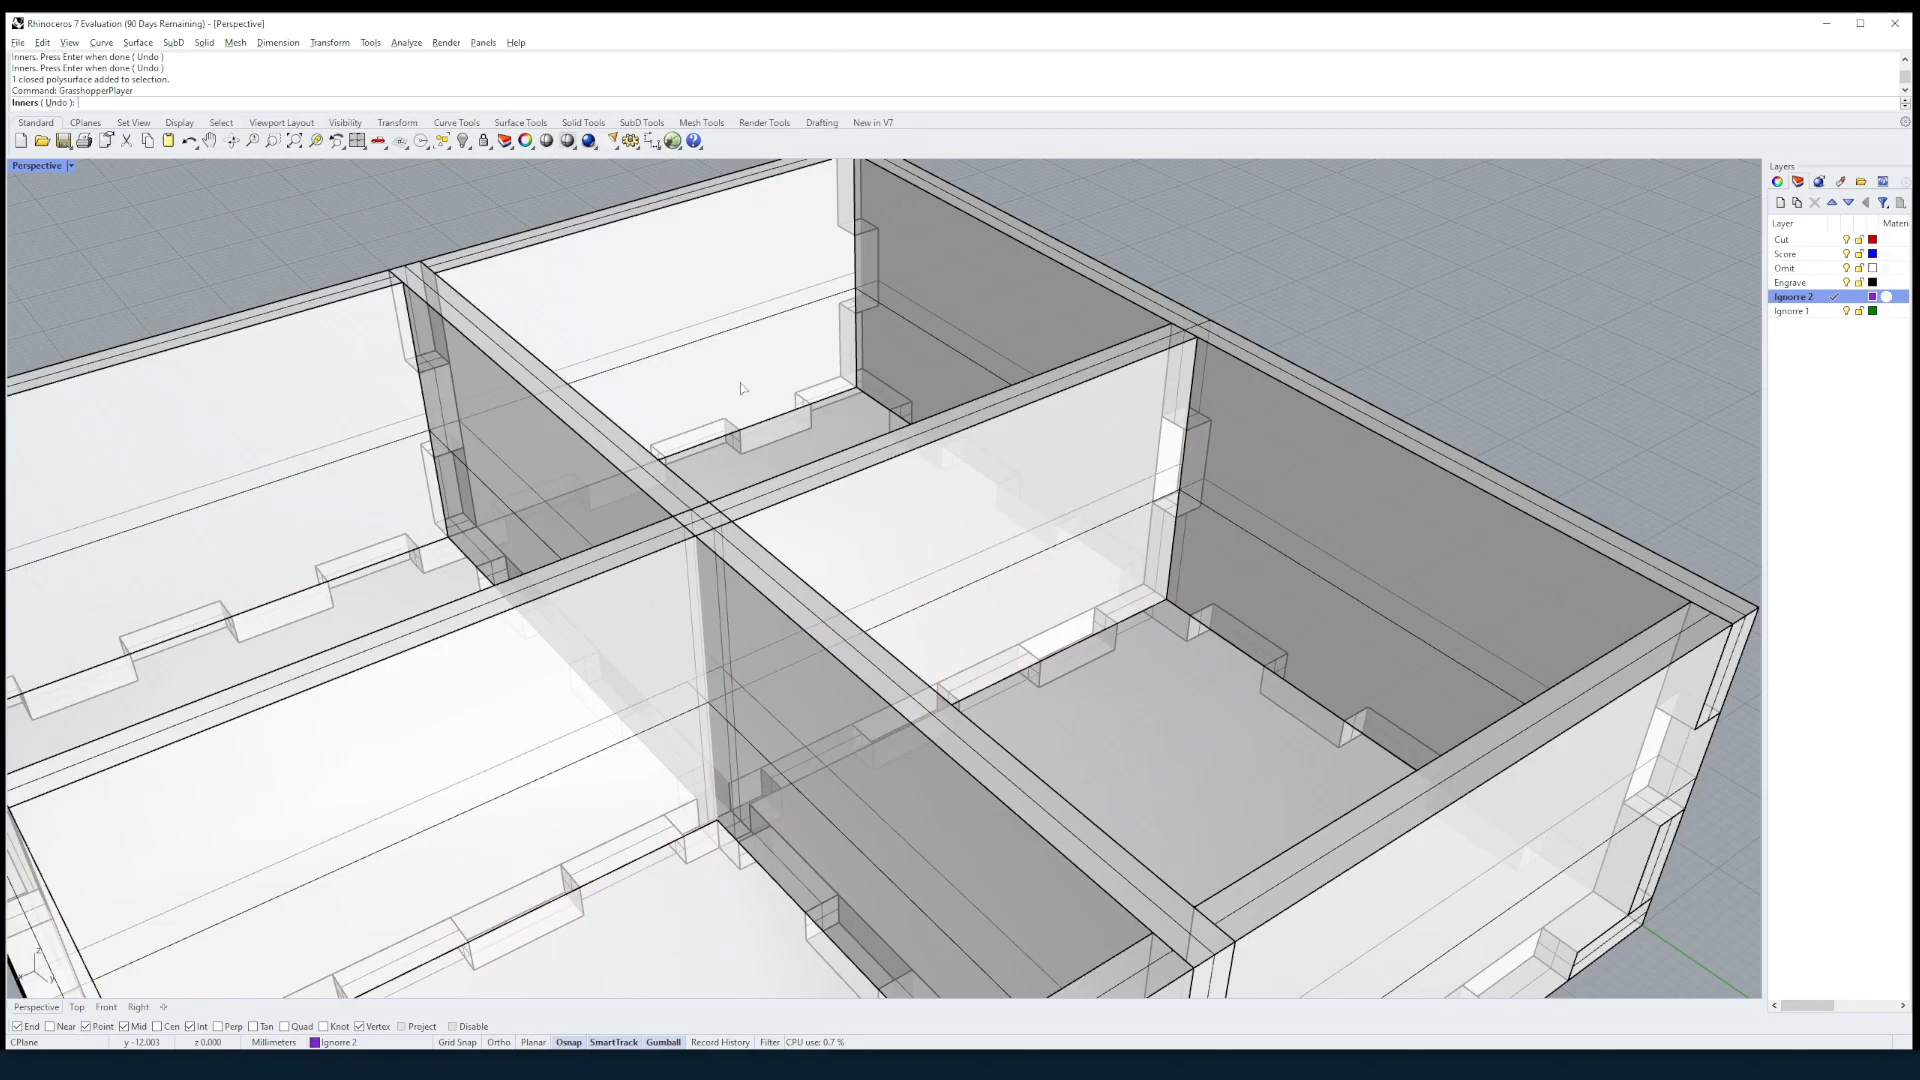 Rhinoceros 7 Evaluation (90 Days Remaining) - [Perspective]
File Edit View Curve Surface SubD Solid Mesh Dimension Transform Tools Analyze Render Panels Help
Inners. Press Enter when done ( Undo )
Inners. Press Enter when done ( Undo )
1 closed polysurface added to selection.
Command: GrasshopperPlayer
Inners ( Undo ):
Standard CPlanes Set View Display Select Viewport Layout Visibility Transform Curve Tools Surface Tools Solid Tools SubD Tools Mesh Tools Render Tools Drafting New in V7
Perspective
Layers
Layer Materi
Cut
Score
Omit
Engrave
Ignorre 2
Ignorre 1
z
x
y
Perspective Top Front Right
End Near Point Mid Cen Int Perp Tan Quad Knot Vertex Project Disable
CPlane y -12.003 z 0.000 Millimeters Ignorre 2 Grid Snap Ortho Planar Osnap SmartTrack Gumball Record History Filter CPU use: 0.7 %